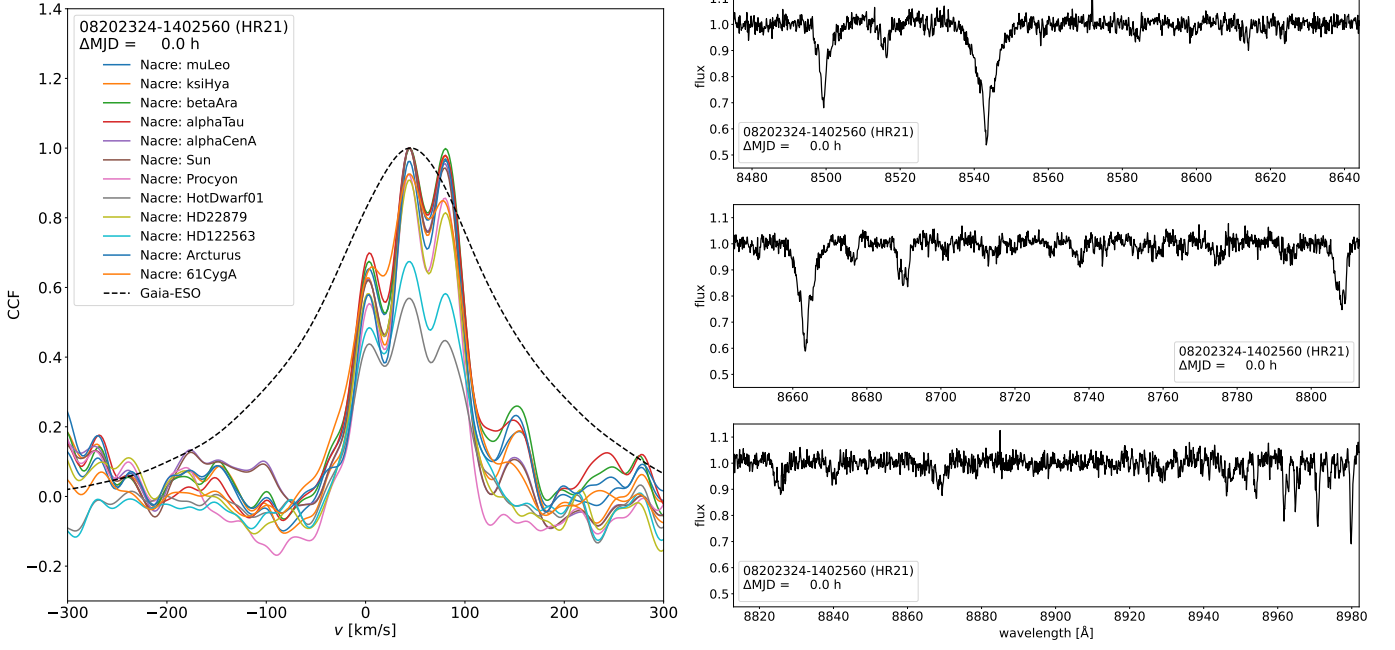 1.4
1.2
1.0
0.8
0.6
0.4
0.2
0.0
−0.2
CCF
08202324-1402560 (HR21)
ΔMJD = 0.0 h
Nacre: muLeo
Nacre: ksiHya
Nacre: betaAra
Nacre: alphaTau
Nacre: alphaCenA
Nacre: Sun
Nacre: Procyon
Nacre: HotDwarf01
Nacre: HD22879
Nacre: HD122563
Nacre: Arcturus
Nacre: 61CygA
Gaia-ESO
−300 −200 −100 0 100 200 300
v [km/s]
1.1
1.0
0.9
0.8
0.7
0.6
0.5
flux
08202324-1402560 (HR21)
ΔMJD = 0.0 h
8480 8500 8520 8540 8560 8580 8600 8620 8640
1.1
1.0
0.9
0.8
0.7
0.6
0.5
flux
08202324-1402560 (HR21)
ΔMJD = 0.0 h
8660 8680 8700 8720 8740 8760 8780 8800
1.1
1.0
0.9
0.8
0.7
0.6
0.5
flux
08202324-1402560 (HR21)
ΔMJD = 0.0 h
8820 8840 8860 8880 8900 8920 8940 8960 8980
wavelength [Å]